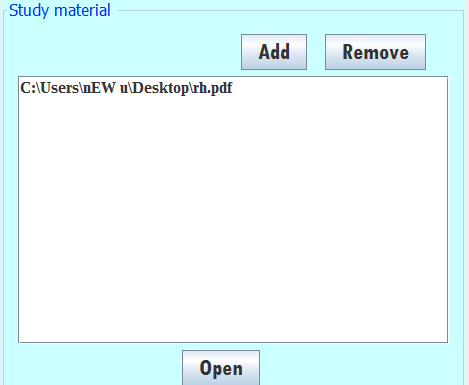 Study material
Add Remove
C:\Users\nEW u\Desktop\rh.pdf
Open